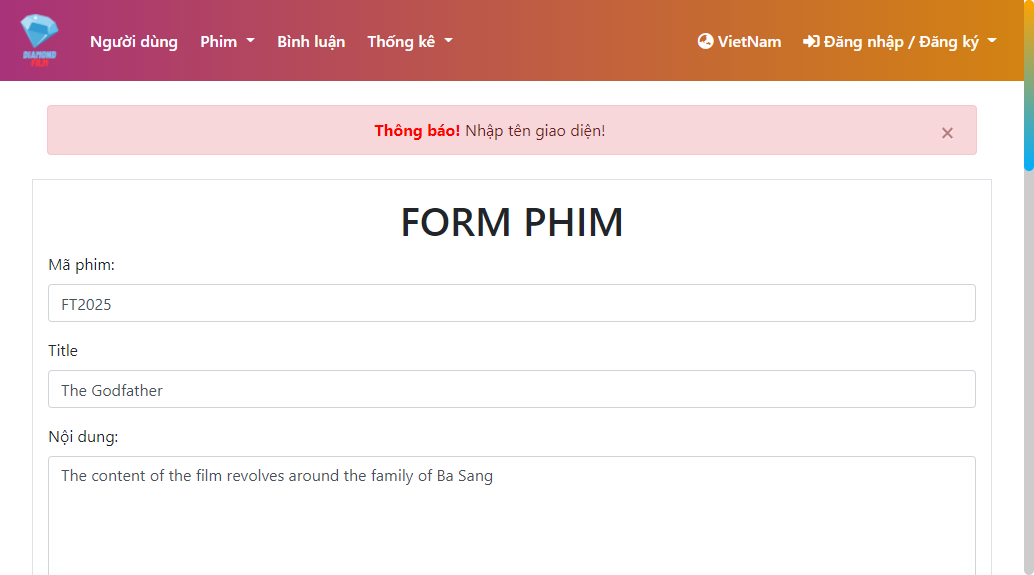 DIAMOND
FILM
Người dùng Phim Bình luận Thống kê VietNam Đăng nhập / Đăng ký
Thông báo! Nhập tên giao diện! ×
FORM PHIM
Mã phim:
FT2025
Title
The Godfather
Nội dung:
The content of the film revolves around the family of Ba Sang